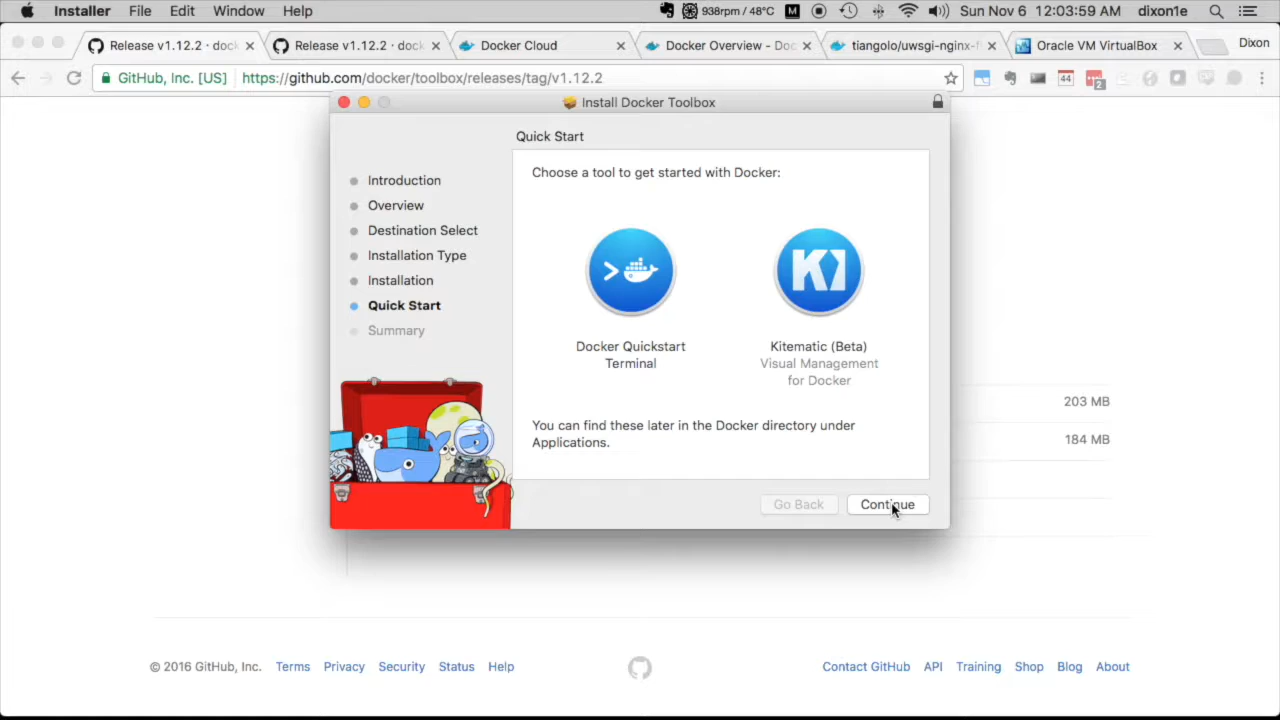 Installer File Edit Window Help 938rpm / 48°C M Sun Nov 6 12:03:59 AM dixon1e
Release v1.12.2 · dock Release v1.12.2 · dock Docker Cloud Docker Overview - Doc tiangolo/uwsgi-nginx-f Oracle VM VirtualBox Dixon
GitHub, Inc. [US] https://github.com/docker/toolbox/releases/tag/v1.12.2 44 2
Install Docker Toolbox
Quick Start
Introduction
Overview
Destination Select
Installation Type
Installation
Quick Start
Summary
Choose a tool to get started with Docker:
KI
Docker Quickstart
Terminal
Kitematic (Beta)
Visual Management
for Docker
You can find these later in the Docker directory under
Applications.
Go Back Continue
203 MB
184 MB
© 2016 GitHub, Inc. Terms Privacy Security Status Help Contact GitHub API Training Shop Blog About